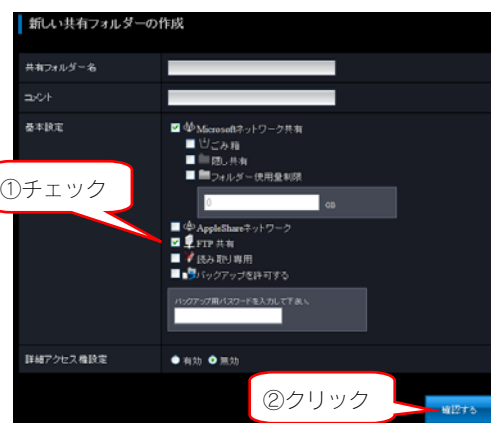 新しい共有フォルダーの作成
共有フォルダー名
コメント
基本設定
Microsoftネットワーク共有
ごみ箱
隠し共有
フォルダー使用量制限
0 GB
①チェック
AppleShareネットワーク
FTP 共有
読み取り専用
バックアップを許可する
バックアップ用パスワードを入力して下さい。
詳細アクセス権設定
有効 無効
②クリック
確認する